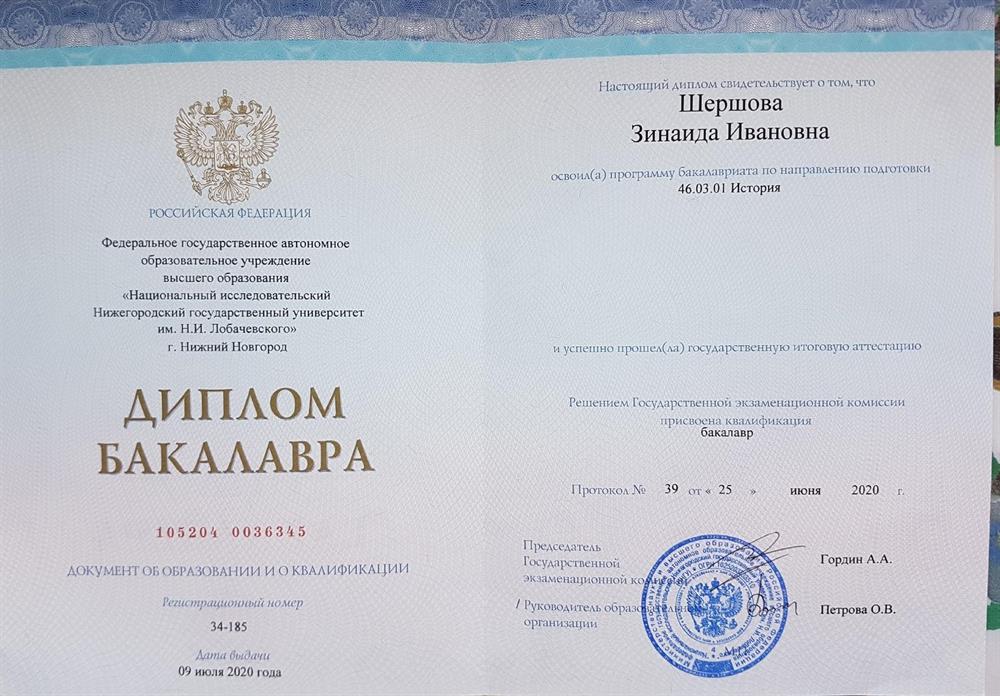 РОССИЙСКАЯ ФЕДЕРАЦИЯ
Федеральное государственное автономное
образовательное учреждение
высшего образования
«Национальный исследовательский
Нижегородский государственный университет
им. Н.И. Лобачевского»
г. Нижний Новгород
ДИПЛОМ
БАКАЛАВРА
105204 0036345
ДОКУМЕНТ ОБ ОБРАЗОВАНИИ И О КВАЛИФИКАЦИИ
Регистрационный номер
34-185
Дата выдачи
09 июля 2020 года
Настоящий диплом свидетельствует о том, что
Шершова
Зинаида Ивановна
освоил(а) программу бакалавриата по направлению подготовки
46.03.01 История
и успешно прошел(ла) государственную итоговую аттестацию
Решением Государственной экзаменационной комиссии
присвоена квалификация
бакалавр
Протокол № 39 от « 25 » июня 2020 г.
Председатель
Государственной
экзаменационной комиссии
Гордин А.А.
/ Руководитель образовательной
организации
Петрова О.В.